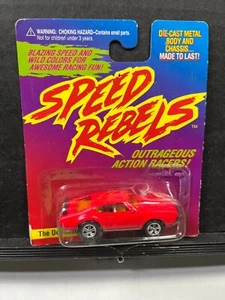 WARNING: CHOKING HAZARD-Contains small parts.
Not for children under 3 years.
BLAZING SPEED AND
WILD COLORS FOR
AWESOME RACING FUN!
DIE-CAST METAL
BODY AND
CHASSIS...
MADE TO LAST!
SPEED
REBELS
TM
OUTRAGEOUS
ACTION RACERS!
The